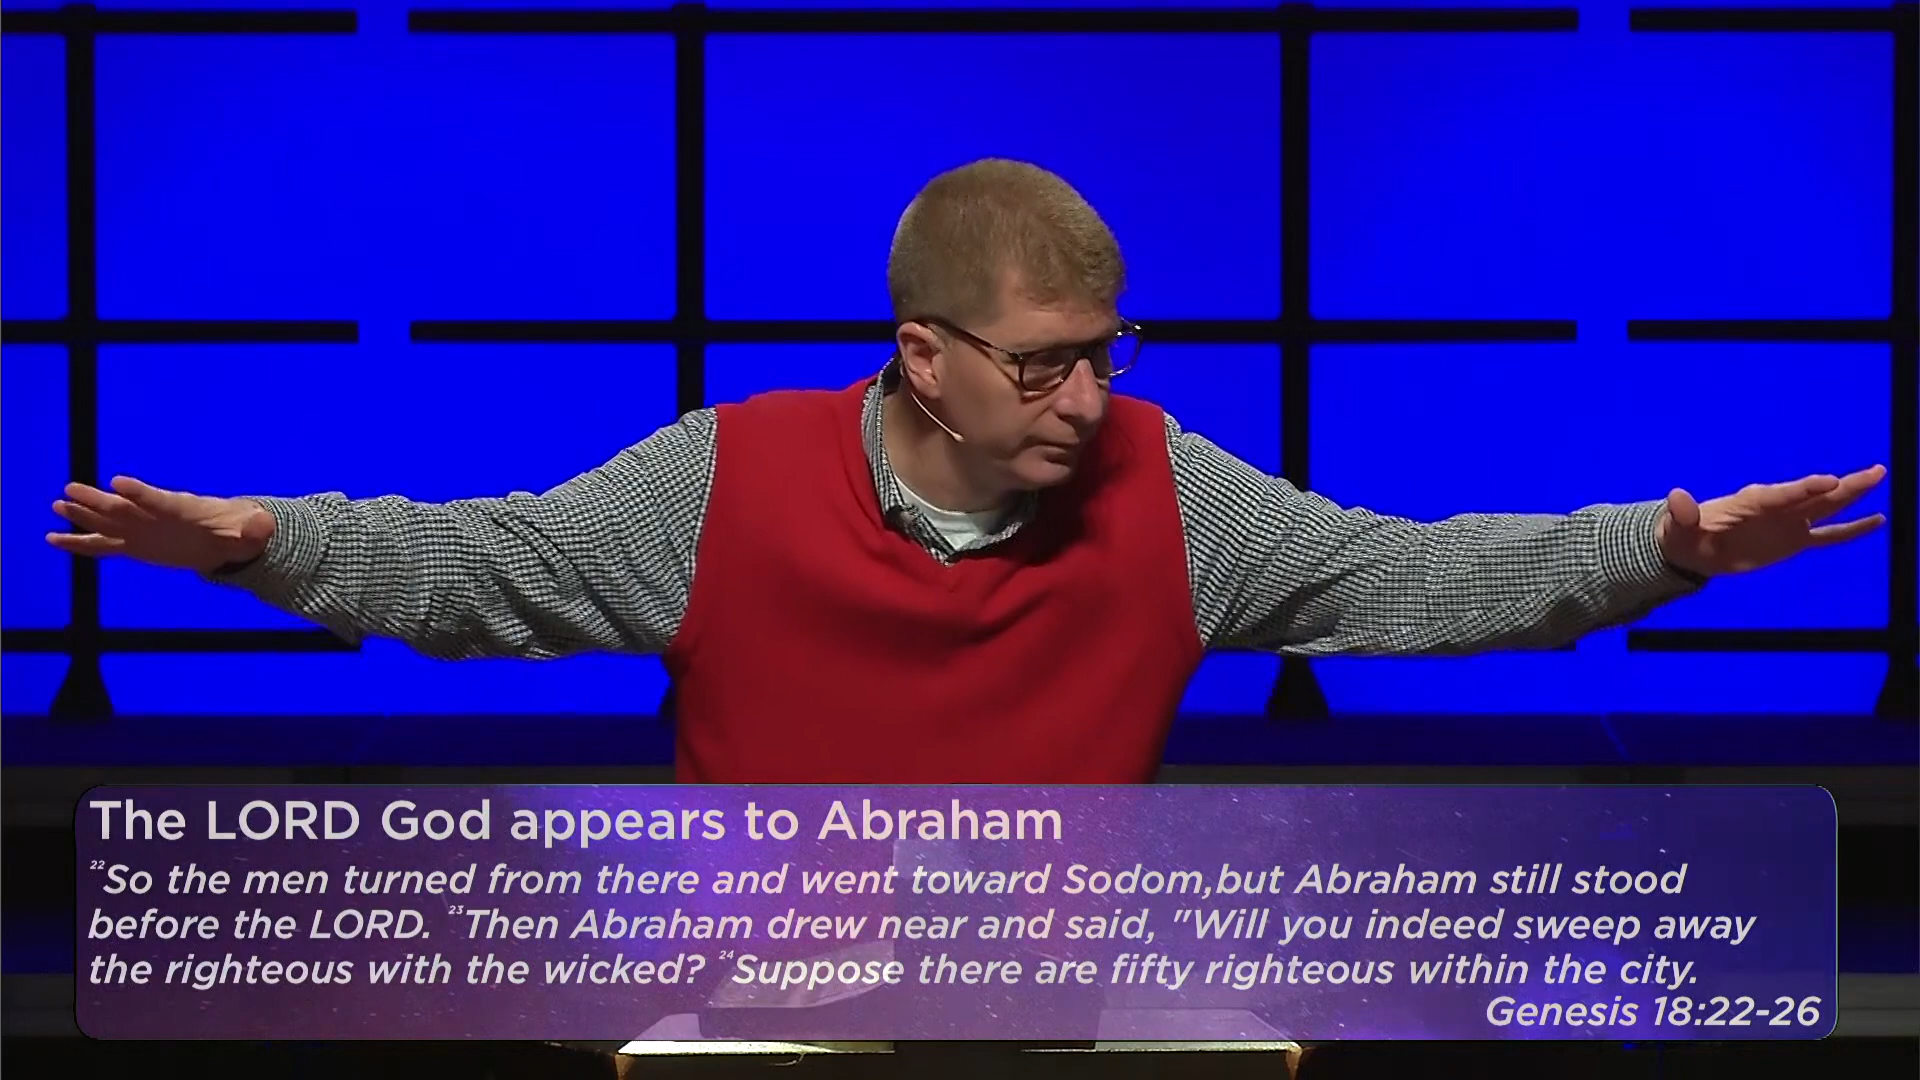 The LORD God appears to Abraham
²²So the men turned from there and went toward Sodom,but Abraham still stood
before the LORD. ²³Then Abraham drew near and said, "Will you indeed sweep away
the righteous with the wicked? ²⁴Suppose there are fifty righteous within the city.
Genesis 18:22-26